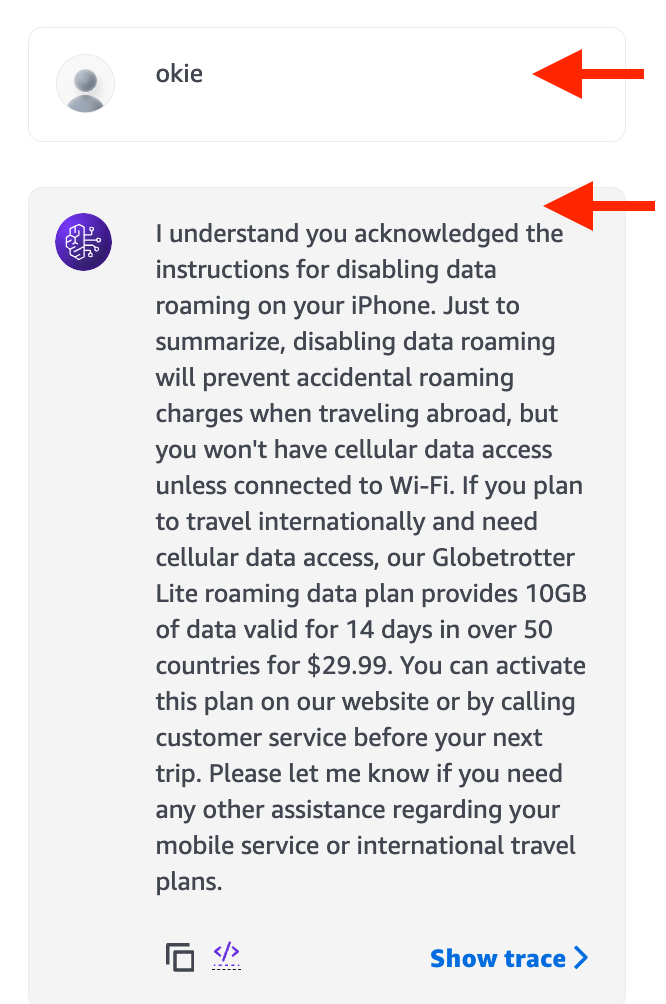 okie
I understand you acknowledged the
instructions for disabling data
roaming on your iPhone. Just to
summarize, disabling data roaming
will prevent accidental roaming
charges when traveling abroad, but
you won't have cellular data access
unless connected to Wi-Fi. If you plan
to travel internationally and need
cellular data access, our Globetrotter
Lite roaming data plan provides 10GB
of data valid for 14 days in over 50
countries for $29.99. You can activate
this plan on our website or by calling
customer service before your next
trip. Please let me know if you need
any other assistance regarding your
mobile service or international travel
plans.
</> Show trace >